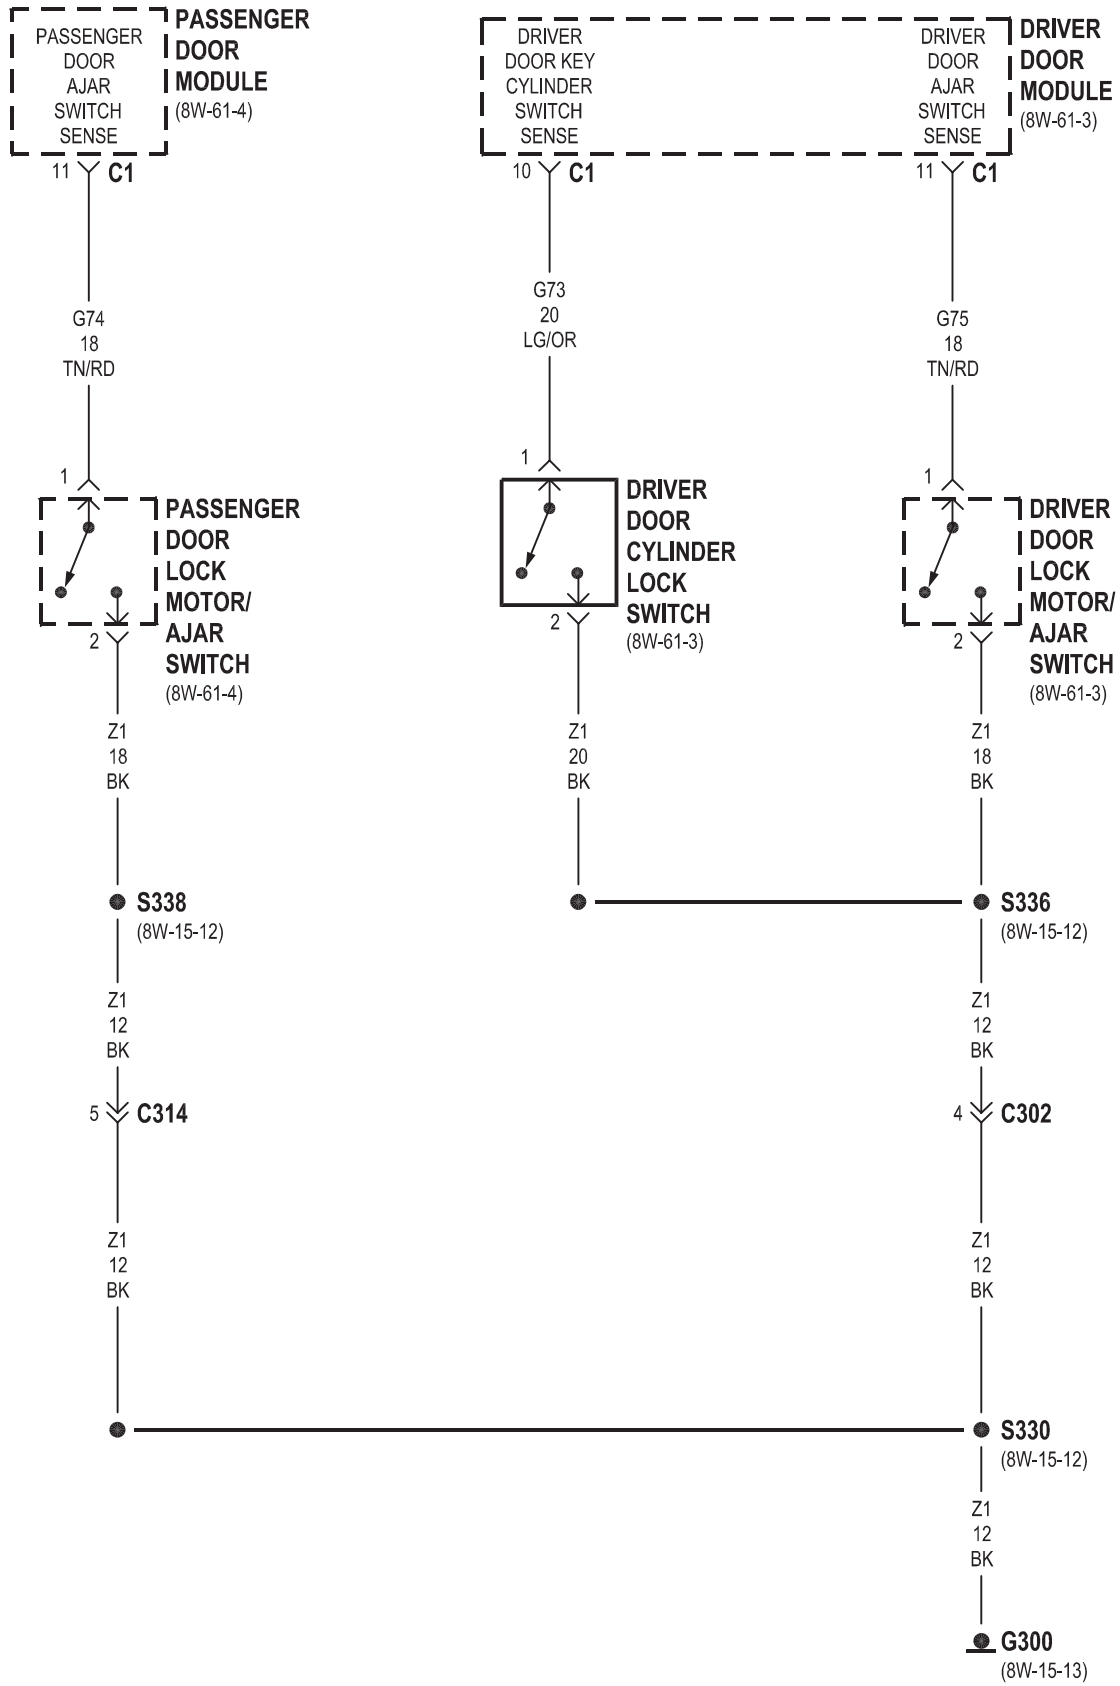 PASSENGER
DOOR
AJAR
SWITCH
SENSE
PASSENGER
DOOR
MODULE
(8W-61-4)
DRIVER
DOOR KEY
CYLINDER
SWITCH
SENSE
DRIVER
DOOR
AJAR
SWITCH
SENSE
DRIVER
DOOR
MODULE
(8W-61-3)
11 C1
10 C1
11 C1
G74
18
TN/RD
G73
20
LG/OR
G75
18
TN/RD
1
1
1
PASSENGER
DOOR
LOCK
MOTOR/
AJAR
SWITCH
(8W-61-4)
DRIVER
DOOR
CYLINDER
LOCK
SWITCH
(8W-61-3)
DRIVER
DOOR
LOCK
MOTOR/
AJAR
SWITCH
(8W-61-3)
2
2
2
Z1
18
BK
Z1
20
BK
Z1
18
BK
S338
(8W-15-12)
S336
(8W-15-12)
Z1
12
BK
Z1
12
BK
5 C314
4 C302
Z1
12
BK
Z1
12
BK
S330
(8W-15-12)
Z1
12
BK
G300
(8W-15-13)